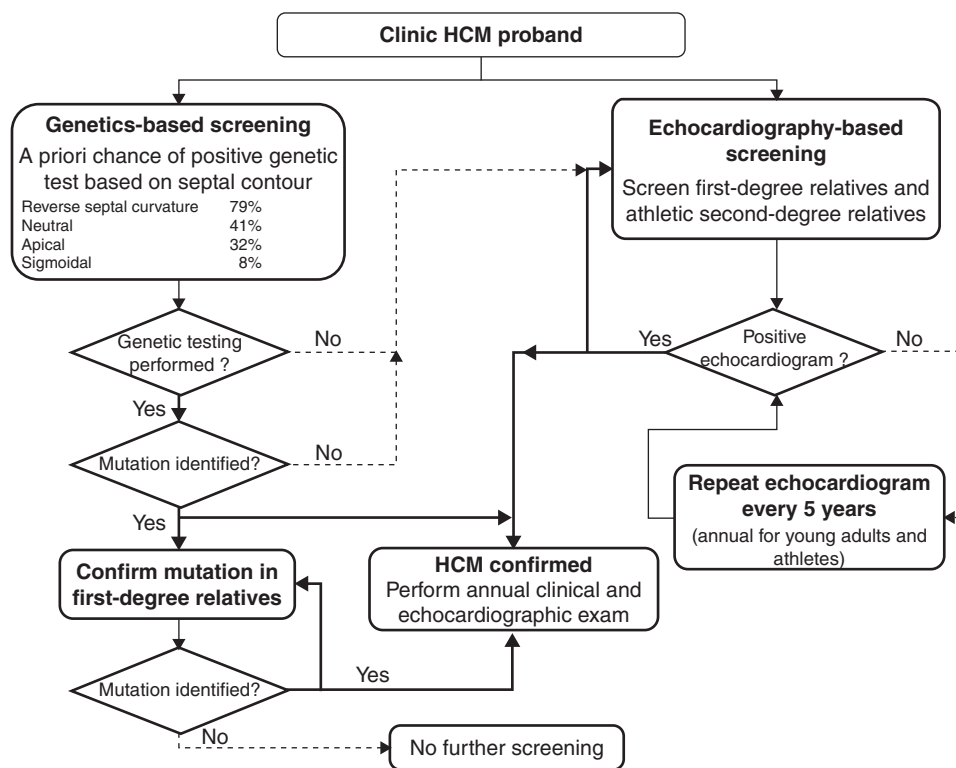 Clinic HCM proband
Genetics-based screening
A priori chance of positive genetic
test based on septal contour
Reverse septal curvature 79%
Neutral 41%
Apical 32%
Sigmoidal 8%
Echocardiography-based
screening
Screen first-degree relatives and
athletic second-degree relatives
Genetic testing
performed ?
No
Yes
Mutation identified?
No
Yes
Positive
echocardiogram ?
Yes
No
Repeat echocardiogram
every 5 years
(annual for young adults and
athletes)
Confirm mutation in
first-degree relatives
HCM confirmed
Perform annual clinical and
echocardiographic exam
Mutation identified?
Yes
No
No further screening